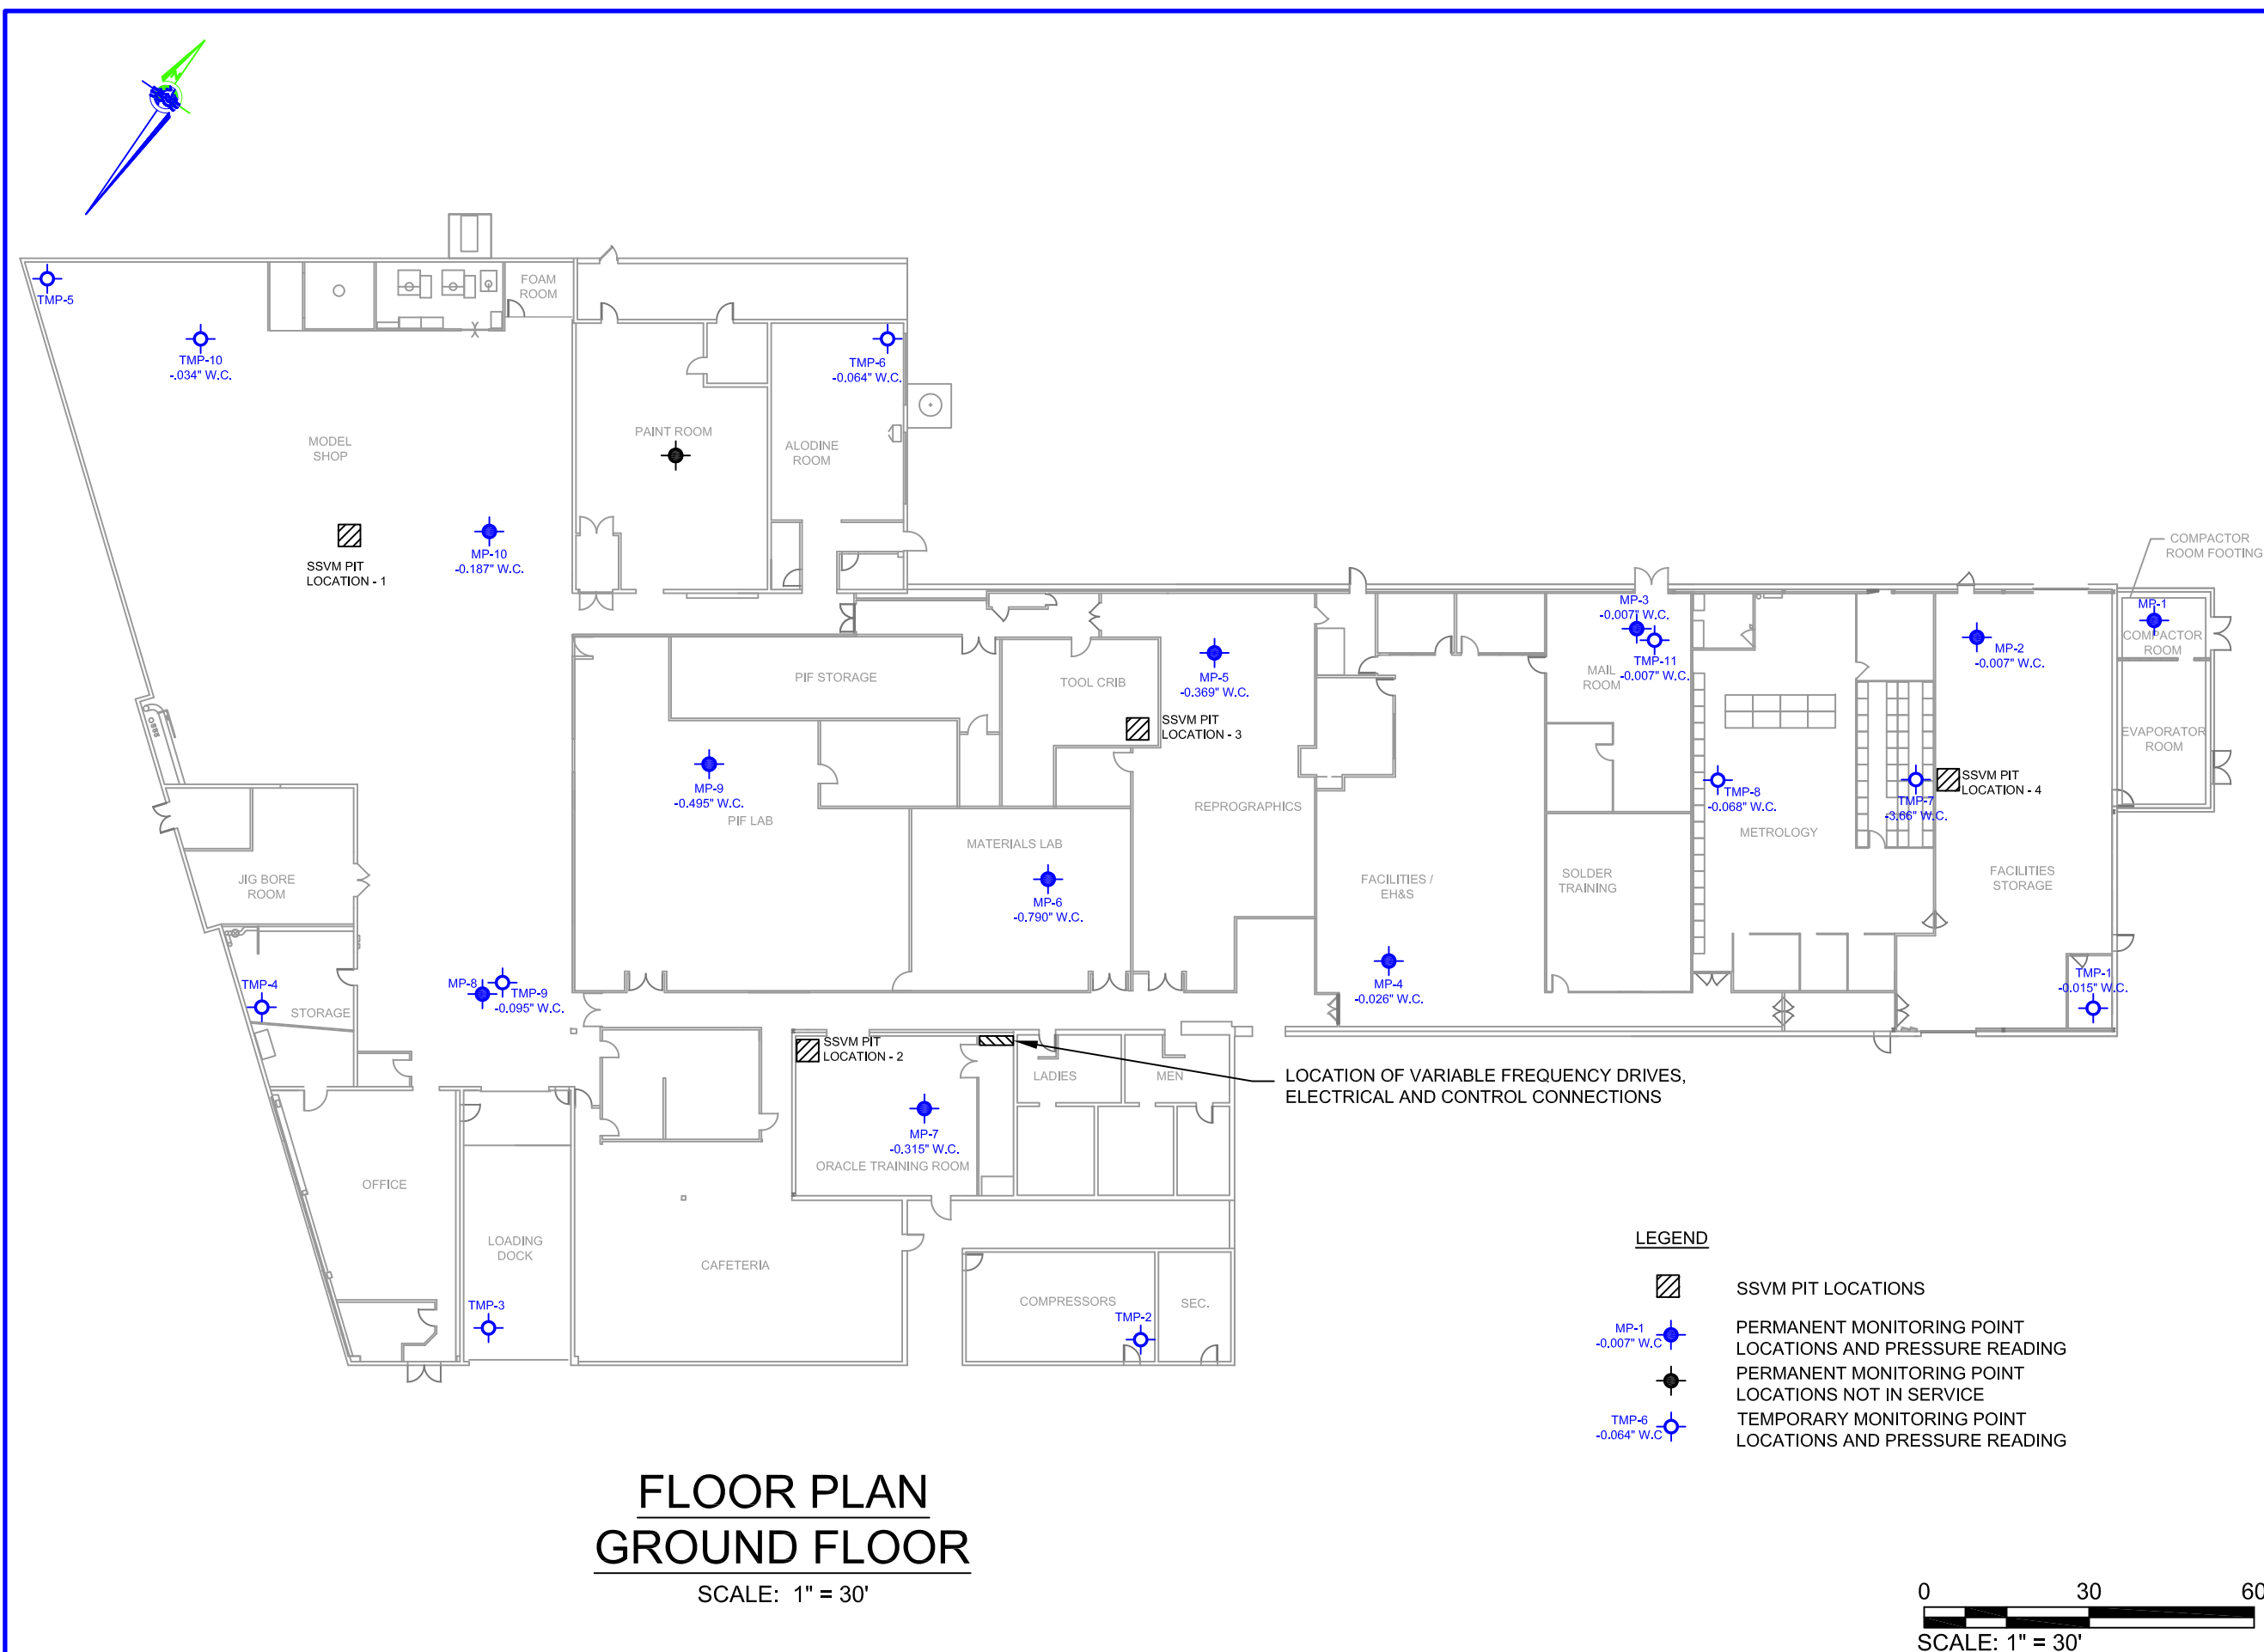 FOAM
ROOM
TMP-5
TMP-10
-.034" W.C.
TMP-6
-0.064" W.C.
MODEL
SHOP
PAINT ROOM
ALODINE
ROOM
SSVM PIT
LOCATION - 1
MP-10
-0.187" W.C.
COMPACTOR
ROOM FOOTING
MP-3
-0.007" W.C.
MP-1
COMPACTOR
ROOM
MP-2
-0.007" W.C.
TMP-11
-0.007" W.C.
MAIL
ROOM
PIF STORAGE
TOOL CRIB
MP-5
-0.369" W.C.
SSVM PIT
LOCATION - 3
EVAPORATOR
ROOM
MP-9
-0.495" W.C.
PIF LAB
REPROGRAPHICS
TMP-8
-0.068" W.C.
METROLOGY
TMP-7
-3.66" W.C.
SSVM PIT
LOCATION - 4
MATERIALS LAB
MP-6
-0.790" W.C.
JIG BORE
ROOM
FACILITIES /
EH&S
SOLDER
TRAINING
FACILITIES
STORAGE
TMP-4
STORAGE
MP-8
TMP-9
-0.095" W.C.
MP-4
-0.026" W.C.
TMP-1
-0.015" W.C.
SSVM PIT
LOCATION - 2
LADIES
MEN
LOCATION OF VARIABLE FREQUENCY DRIVES,
ELECTRICAL AND CONTROL CONNECTIONS
MP-7
-0.315" W.C.
ORACLE TRAINING ROOM
OFFICE
LOADING
DOCK
CAFETERIA
TMP-3
COMPRESSORS
TMP-2
SEC.
LEGEND
SSVM PIT LOCATIONS
MP-1
-0.007" W.C
PERMANENT MONITORING POINT
LOCATIONS AND PRESSURE READING
PERMANENT MONITORING POINT
LOCATIONS NOT IN SERVICE
TMP-6
-0.064" W.C
TEMPORARY MONITORING POINT
LOCATIONS AND PRESSURE READING
FLOOR PLAN
GROUND FLOOR
SCALE: 1" = 30'
0 30 60
SCALE: 1" = 30'